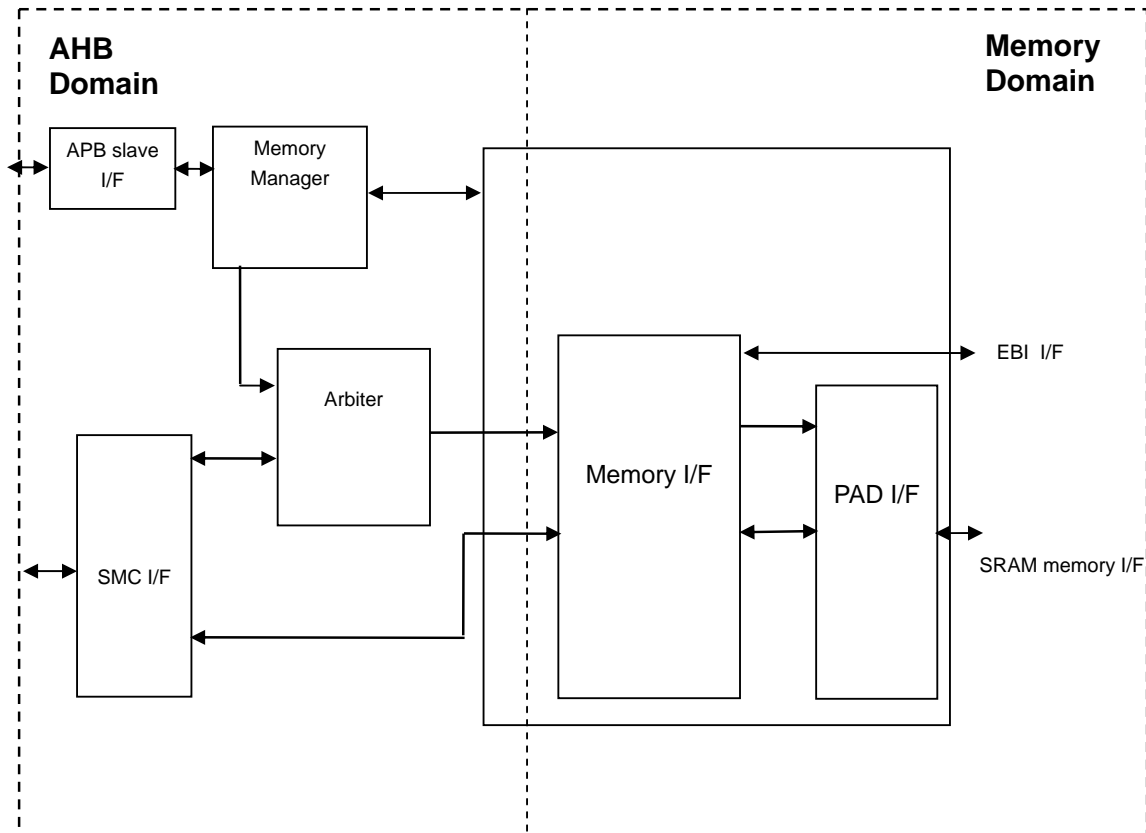 AHB
Domain
Memory
Domain
APB slave
I/F
Memory
Manager
Arbiter
EBI I/F
Memory I/F
PAD I/F
SMC I/F
SRAM memory I/F